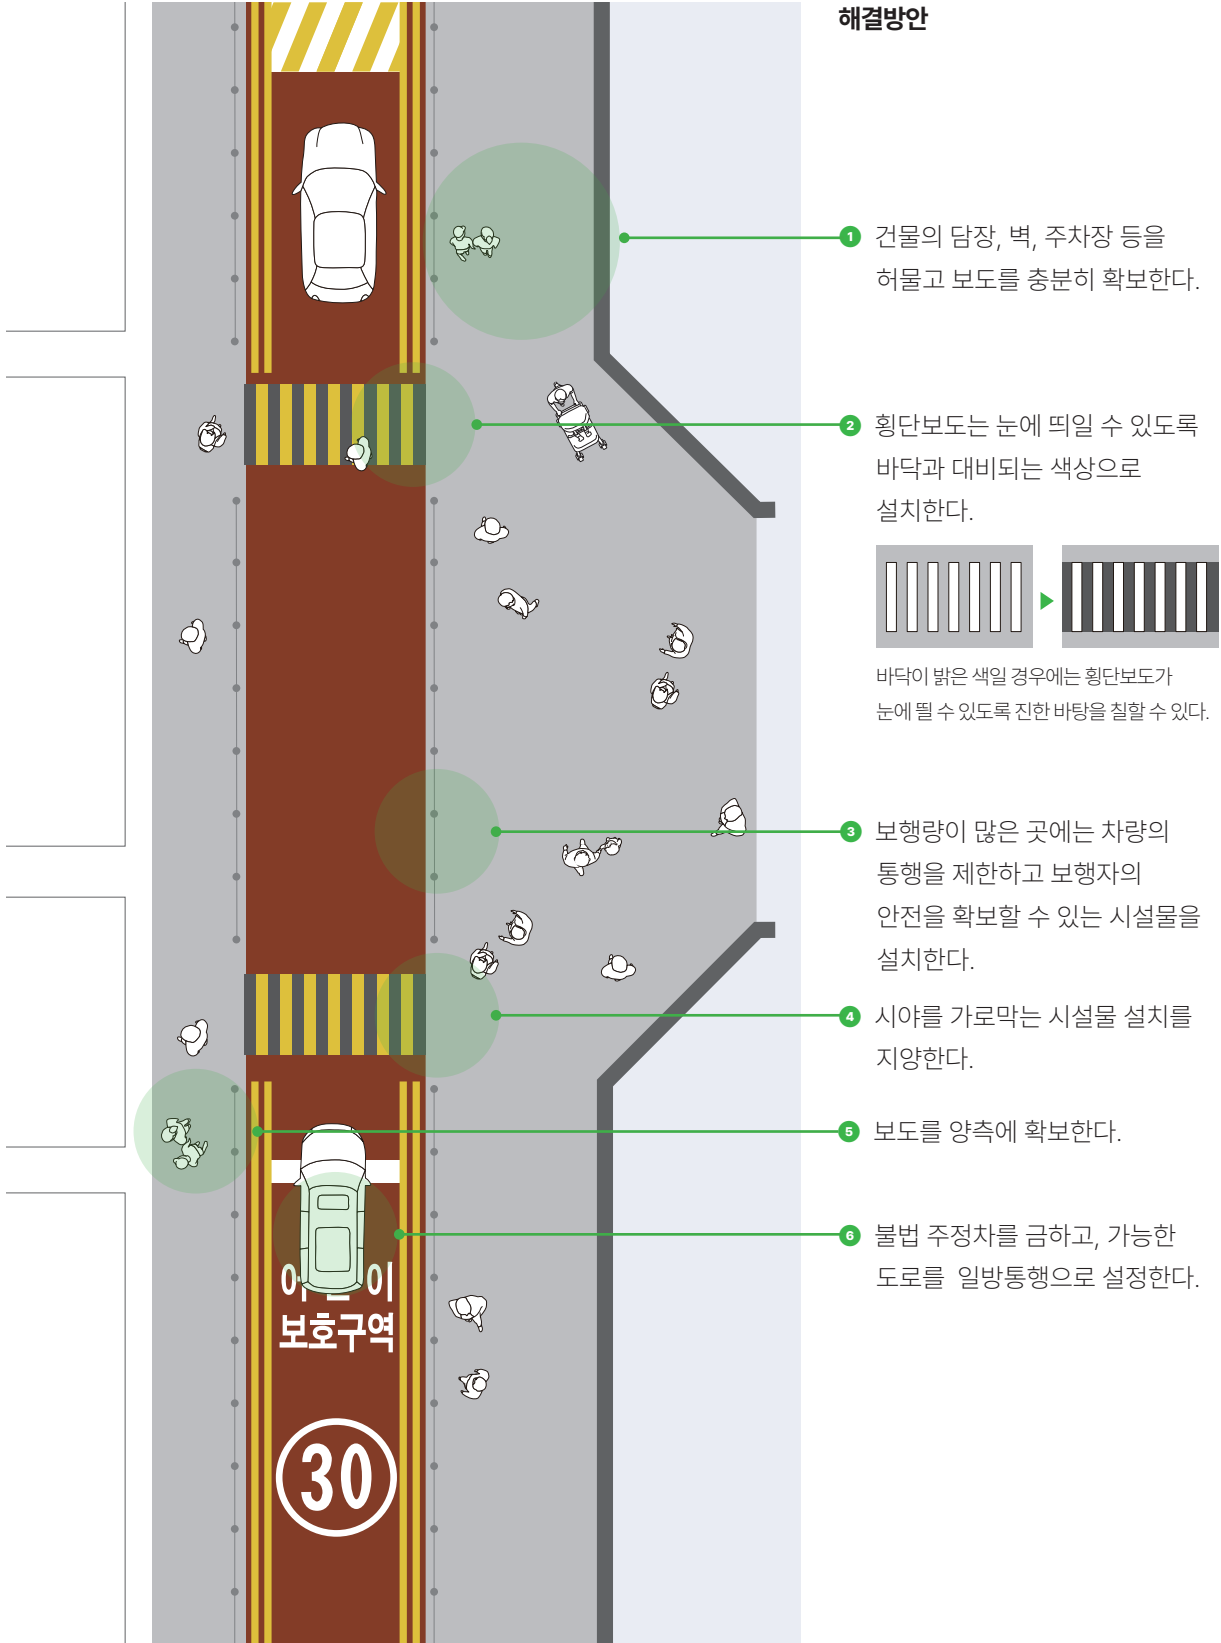 해결방안
1 건물의 담장, 벽, 주차장 등을
허물고 보도를 충분히 확보한다.
2 횡단보도는 눈에 띄일 수 있도록
바닥과 대비되는 색상으로
설치한다.
바닥이 밝은 색일 경우에는 횡단보도가
눈에 띌 수 있도록 진한 바탕을 칠할 수 있다.
3 보행량이 많은 곳에는 차량의
통행을 제한하고 보행자의
안전을 확보할 수 있는 시설물을
설치한다.
4 시야를 가로막는 시설물 설치를
지양한다.
5 보도를 양측에 확보한다.
6 불법 주정차를 금하고, 가능한
도로를 일방통행으로 설정한다.
보호구역
30